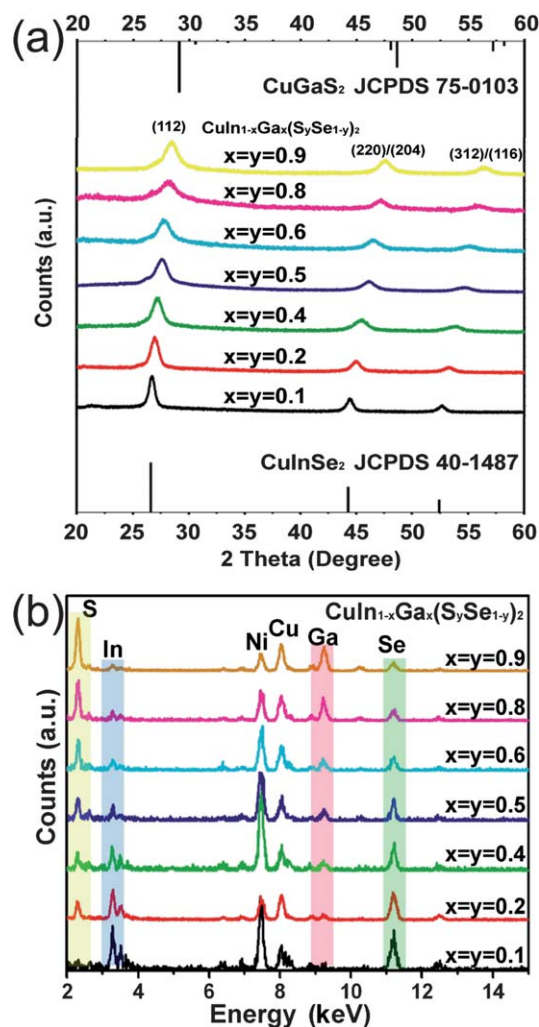 (a)
20 25 30 35 40 45 50 55 60
CuGaS₂ JCPDS 75-0103
(112) CuIn₁₋ₓGaₓ(SᵧSe₁₋ᵧ)₂
(220)/(204) (312)/(116)
x=y=0.9
x=y=0.8
x=y=0.6
x=y=0.5
x=y=0.4
x=y=0.2
x=y=0.1
Counts (a.u.)
CuInSe₂ JCPDS 40-1487
20 25 30 35 40 45 50 55 60
2 Theta (Degree)
(b)
S In Ni Cu Ga Se
CuIn₁₋ₓGaₓ(SᵧSe₁₋ᵧ)₂
x=y=0.9
x=y=0.8
x=y=0.6
x=y=0.5
x=y=0.4
x=y=0.2
x=y=0.1
Counts (a.u.)
2 4 6 8 10 12 14
Energy (keV)